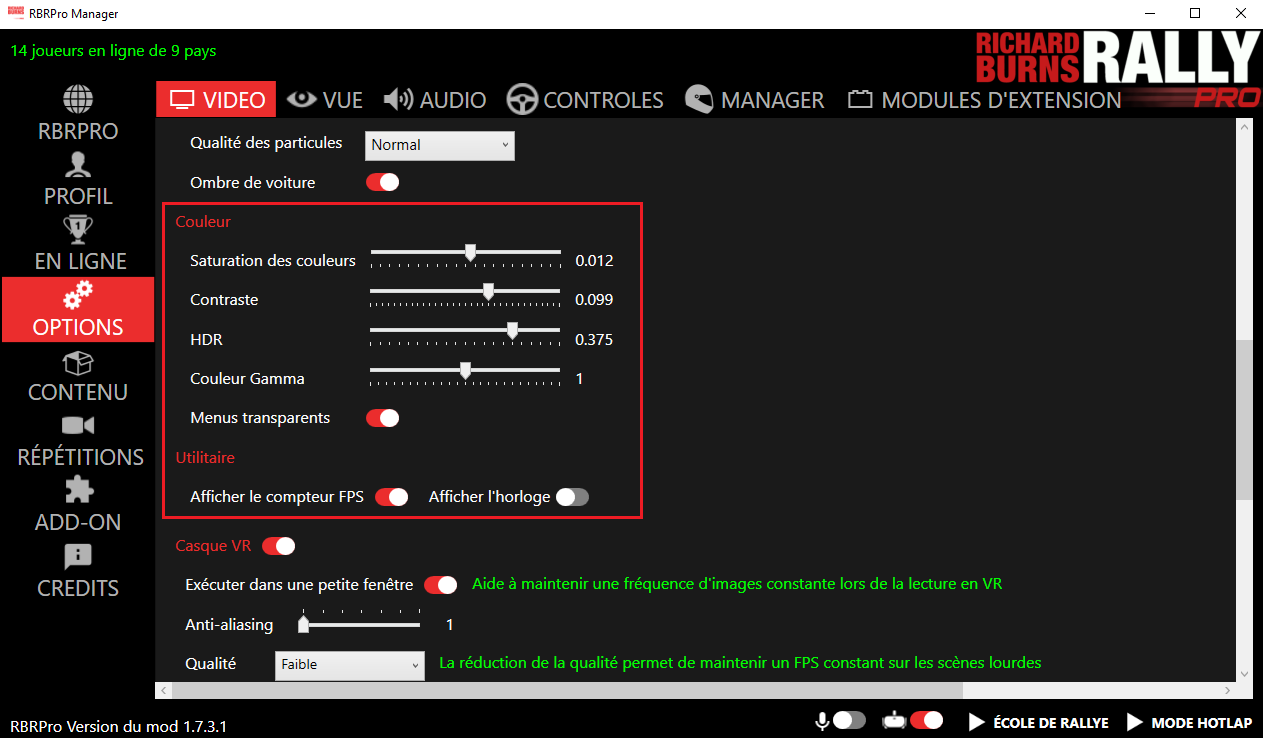 RBRPro Manager
14 joueurs en ligne de 9 pays
RICHARD BURNS RALLY PRO
RBRPRO
PROFIL
EN LIGNE
OPTIONS
CONTENU
RÉPÉTITIONS
ADD-ON
CREDITS
VIDEO VUE AUDIO CONTROLES MANAGER MODULES D'EXTENSION
Qualité des particules Normal
Ombre de voiture
Couleur
Saturation des couleurs 0.012
Contraste 0.099
HDR 0.375
Couleur Gamma 1
Menus transparents
Utilitaire
Afficher le compteur FPS Afficher l'horloge
Casque VR
Exécuter dans une petite fenêtre Aide à maintenir une fréquence d'images constante lors de la lecture en VR
Anti-aliasing 1
Qualité Faible La réduction de la qualité permet de maintenir un FPS constant sur les scènes lourdes
RBRPro Version du mod 1.7.3.1 ÉCOLE DE RALLYE MODE HOTLAP